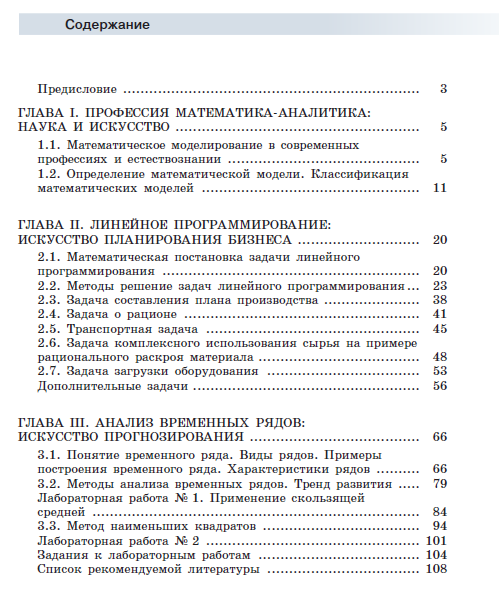 Содержание
Предисловие ........ 3
ГЛАВА I. ПРОФЕССИЯ МАТЕМАТИКА-АНАЛИТИКА:
НАУКА И ИСКУССТВО ........ 5
1.1. Математическое моделирование в современных
профессиях и естествознании ........ 5
1.2. Определение математической модели. Классификация
математических моделей ........ 11
ГЛАВА II. ЛИНЕЙНОЕ ПРОГРАММИРОВАНИЕ:
ИСКУССТВО ПЛАНИРОВАНИЯ БИЗНЕСА ........ 20
2.1. Математическая постановка задачи линейного
программирования ........ 20
2.2. Методы решение задач линейного программирования ... 23
2.3. Задача составления плана производства ........ 38
2.4. Задача о рационе ........ 41
2.5. Транспортная задача ........ 45
2.6. Задача комплексного использования сырья на примере
рационального раскроя материала ........ 48
2.7. Задача загрузки оборудования ........ 53
Дополнительные задачи ........ 56
ГЛАВА III. АНАЛИЗ ВРЕМЕННЫХ РЯДОВ:
ИСКУССТВО ПРОГНОЗИРОВАНИЯ ........ 66
3.1. Понятие временного ряда. Виды рядов. Примеры
построения временного ряда. Характеристики рядов ........ 66
3.2. Методы анализа временных рядов. Тренд развития ..... 79
Лабораторная работа № 1. Применение скользящей
средней ........ 84
3.3. Метод наименьших квадратов ........ 94
Лабораторная работа № 2 ........ 101
Задания к лабораторным работам ........ 104
Список рекомендуемой литературы ........ 108